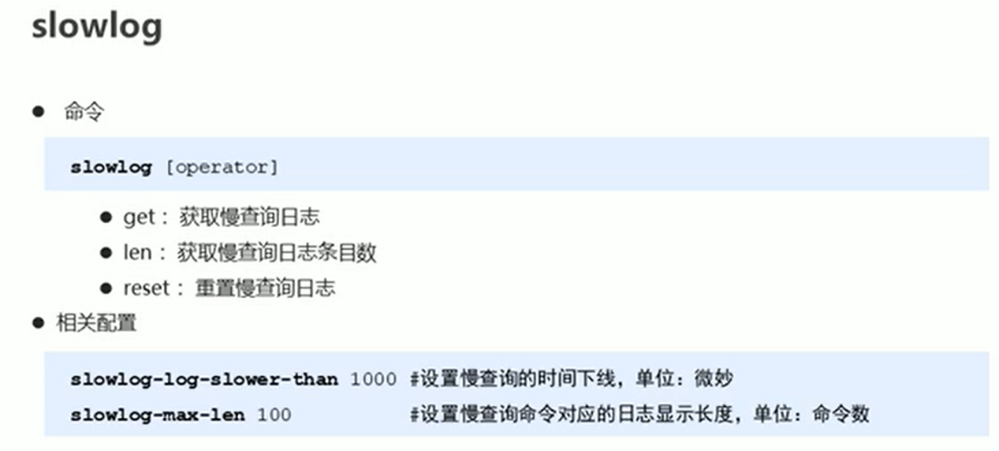 slowlog
● 命令
slowlog [operator]
● get： 获取慢查询日志
● len： 获取慢查询日志条目数
● reset： 重置慢查询日志
● 相关配置
slowlog-log-slower-than 1000 #设置慢查询的时间下线，单位：微妙
slowlog-max-len 100 #设置慢查询命令对应的日志显示长度，单位：命令数